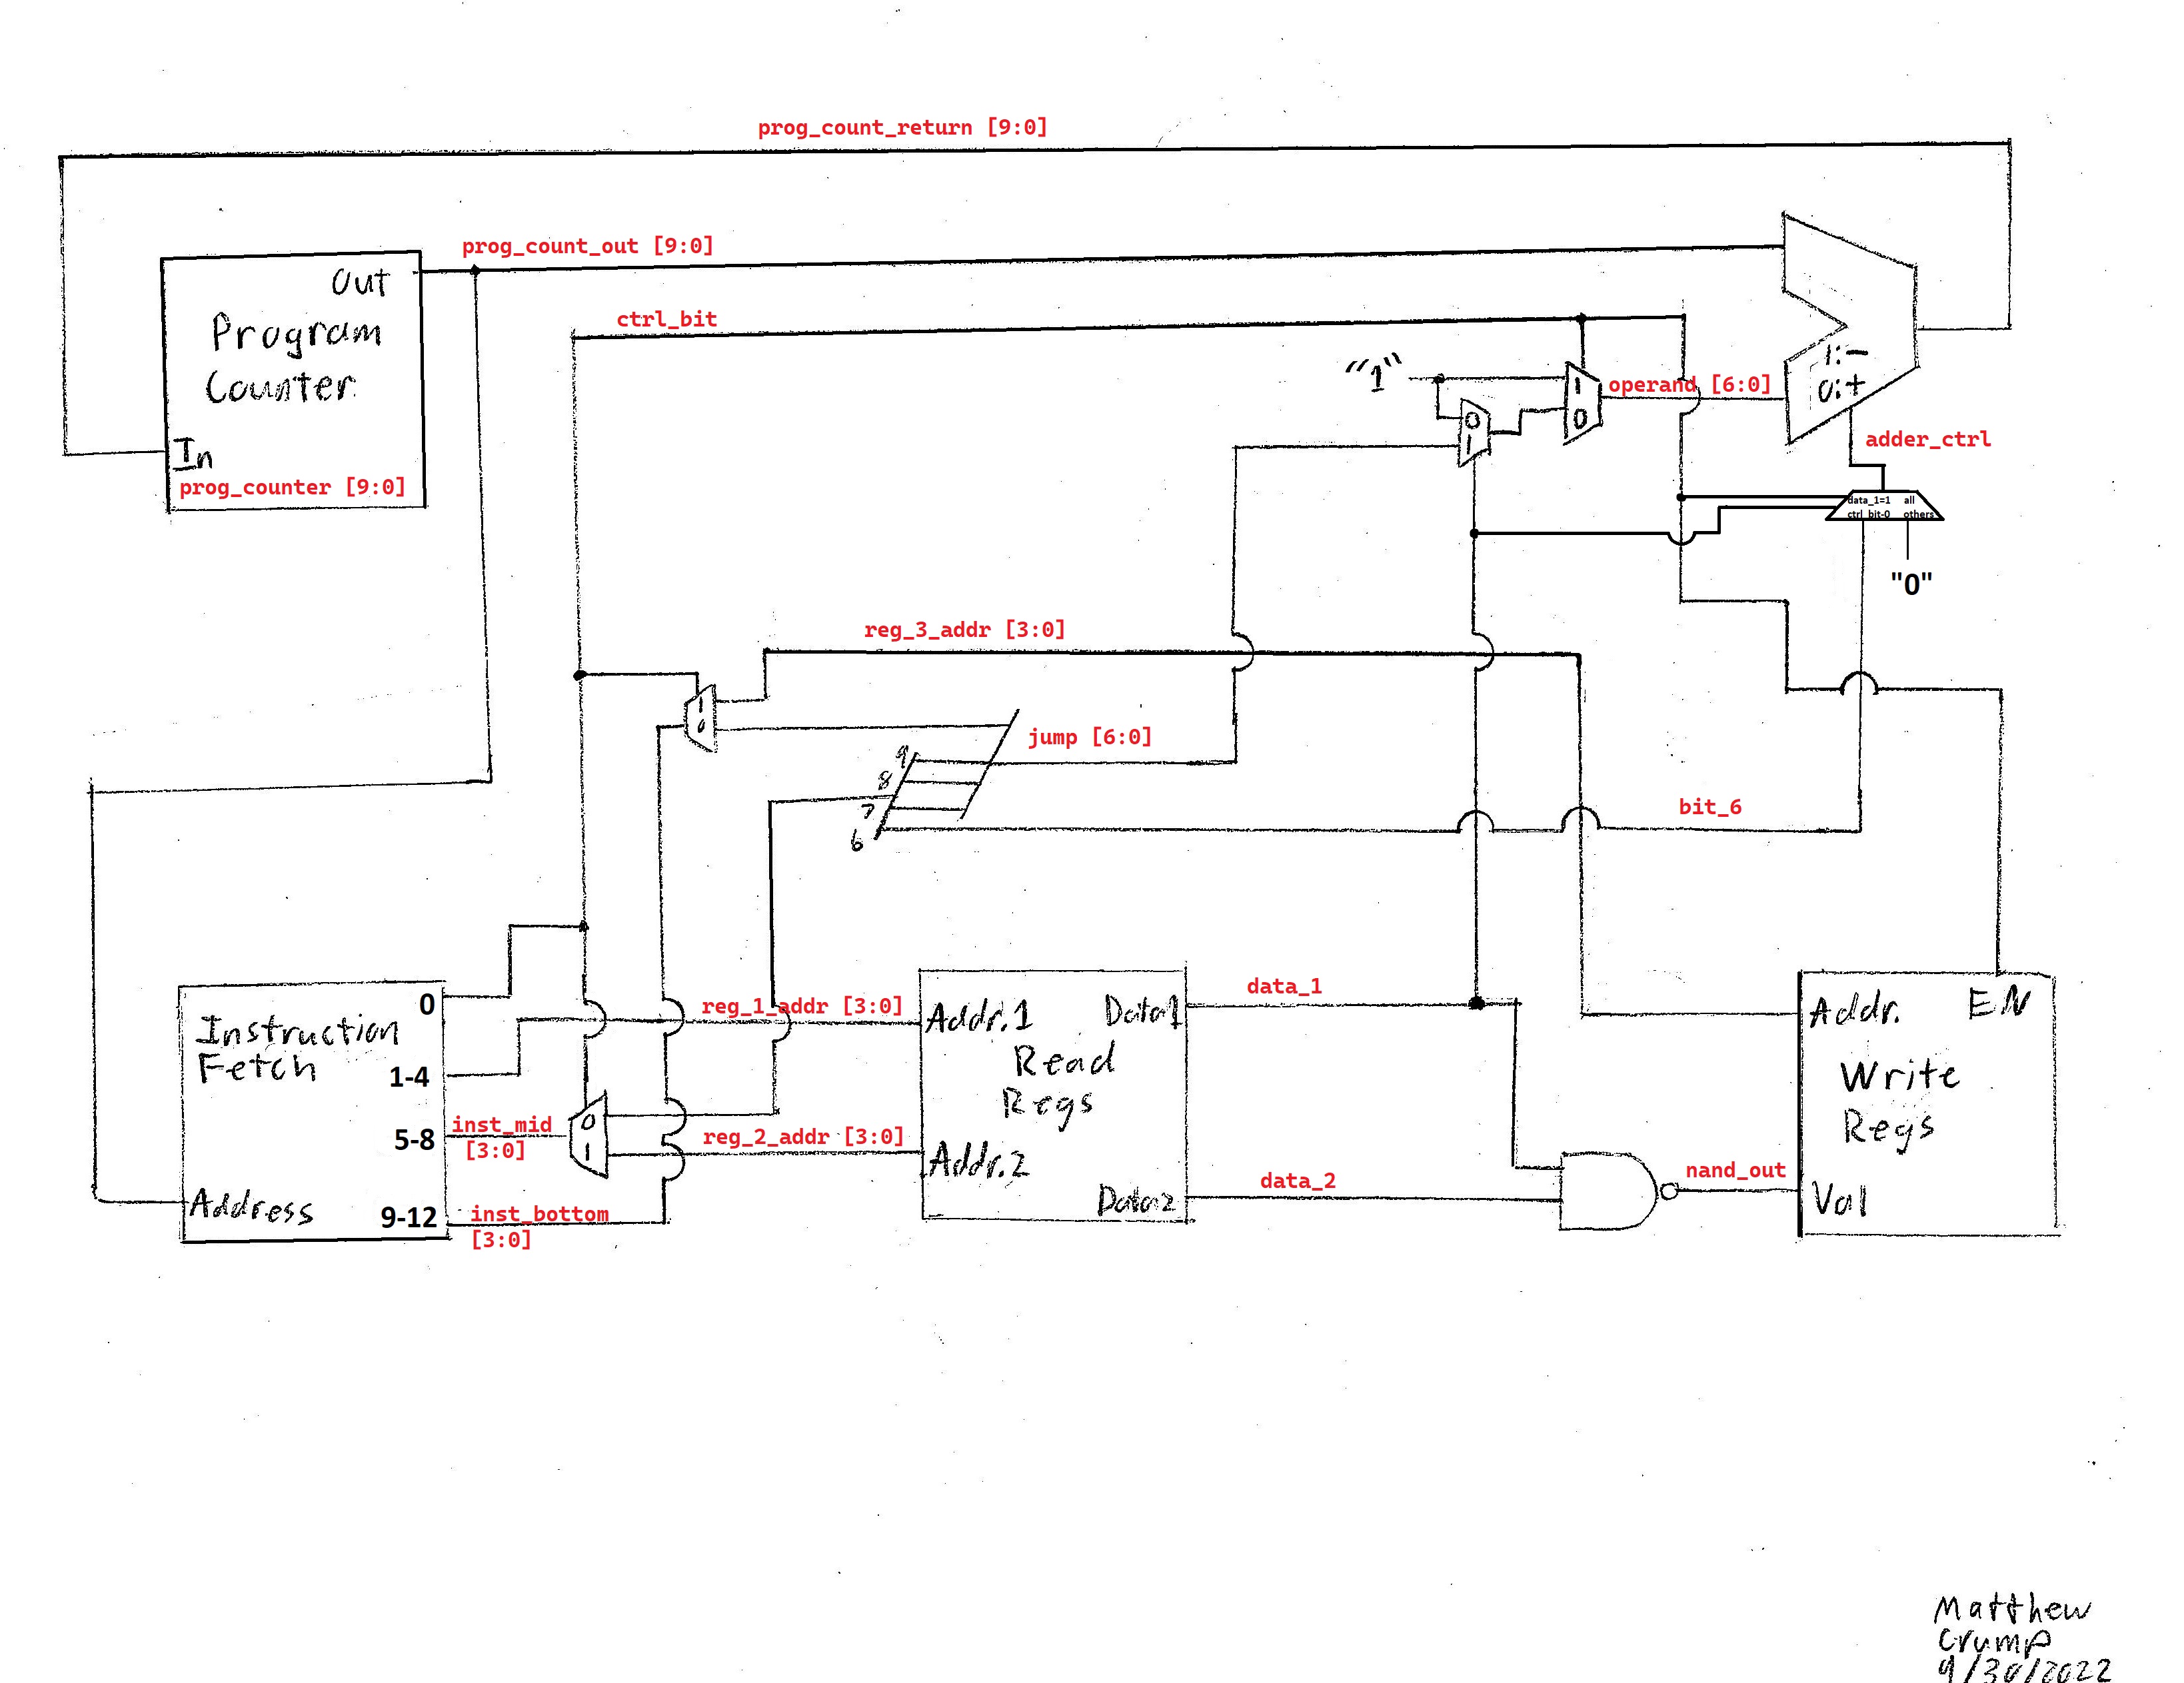 prog_count_return [9:0]
prog_count_out [9:0]
Out
Program
Counter
In
prog_counter [9:0]
ctrl_bit
"1"
1
0
operand [6:0]
0
1
1:-
0:+
adder_ctrl
data_1=1 all
ctrl_bit-0 others
"0"
reg_3_addr [3:0]
1
0
jump [6:0]
9
8
7
6
bit_6
Instruction
Fetch
0
1-4
5-8
9-12
Address
inst_mid
[3:0]
inst_bottom
[3:0]
0
1
reg_1_addr [3:0]
reg_2_addr [3:0]
Addr.1
Data1
Read
Regs
Addr.2
Data2
data_1
data_2
nand_out
Addr.
EN
Write
Regs
Val
Matthew
Crump
9/30/2022